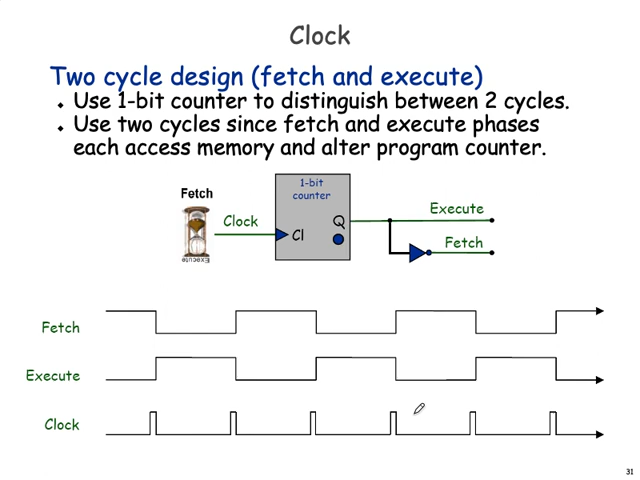 Clock
Two cycle design (fetch and execute)
Use 1-bit counter to distinguish between 2 cycles.
Use two cycles since fetch and execute phases
each access memory and alter program counter.
Fetch
Execute
Clock
1-bit
counter
Cl
Q
Execute
Fetch
Fetch
Execute
Clock
31